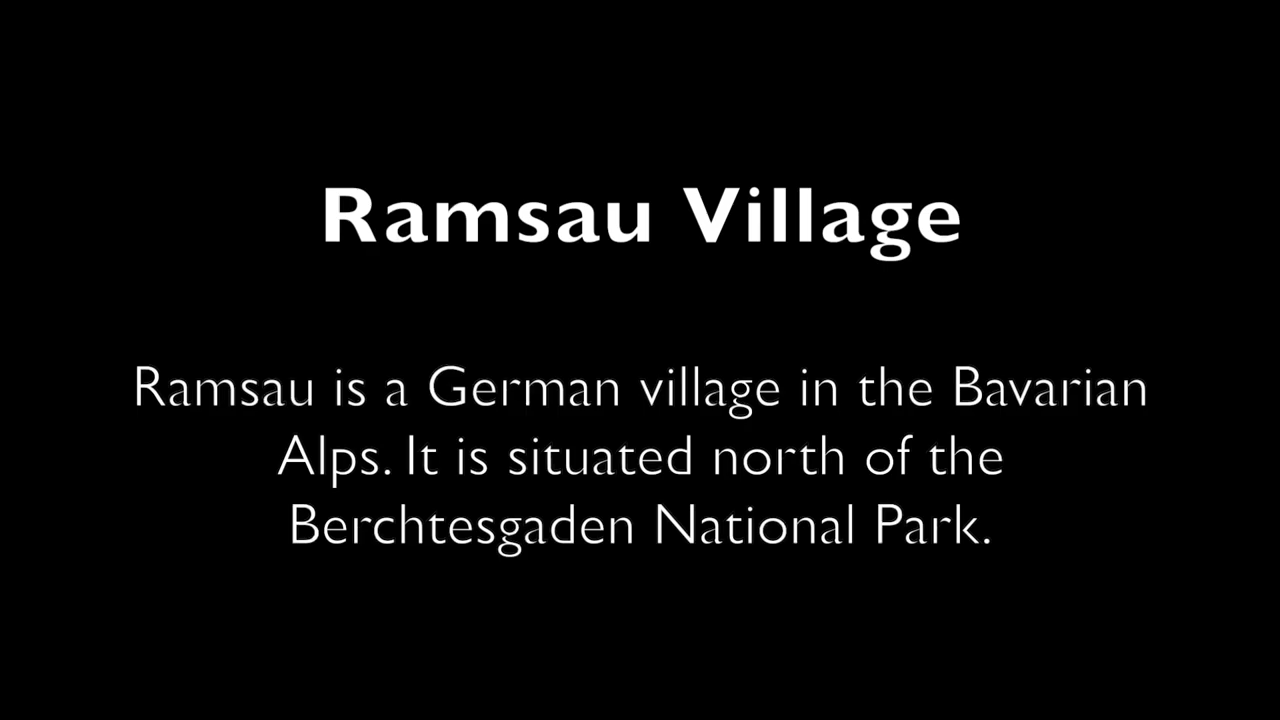 Ramsau Village
Ramsau is a German village in the Bavarian
Alps. It is situated north of the
Berchtesgaden National Park.